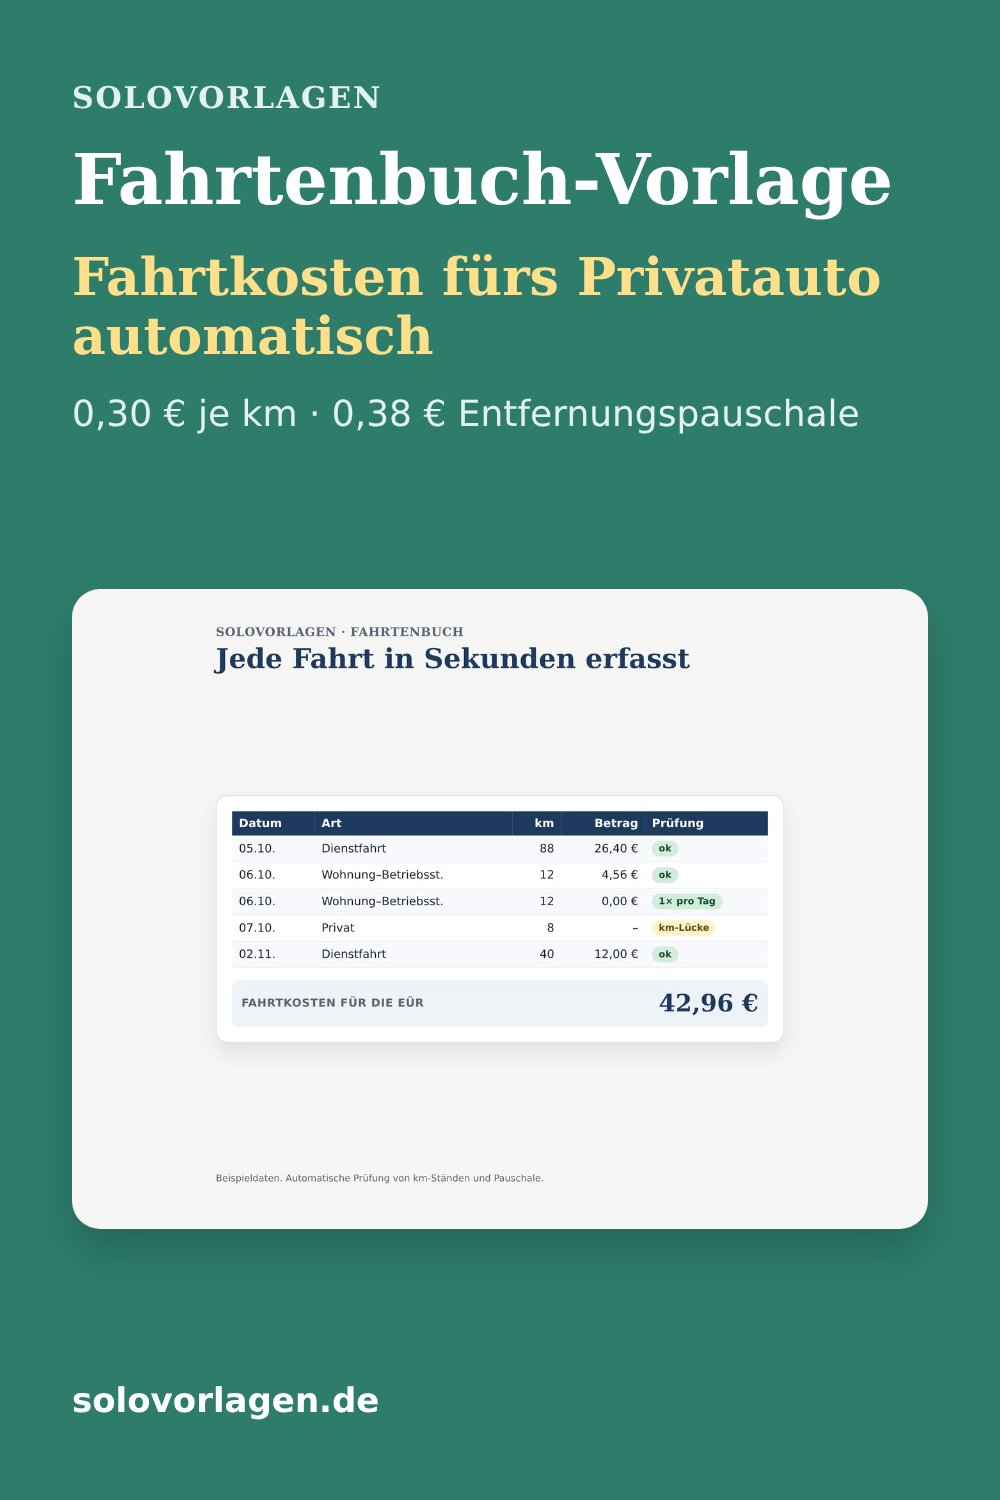 SOLOVORLAGEN
Fahrtenbuch-Vorlage
Fahrtkosten fürs Privatauto
automatisch
0,30 € je km · 0,38 € Entfernungspauschale
SOLOVORLAGEN · FAHRTENBUCH
Jede Fahrt in Sekunden erfasst
Datum Art km Betrag Prüfung
05.10. Dienstfahrt 88 26,40 € ok
06.10. Wohnung–Betriebsst. 12 4,56 € ok
06.10. Wohnung–Betriebsst. 12 0,00 € 1× pro Tag
07.10. Privat 8 – km-Lücke
02.11. Dienstfahrt 40 12,00 € ok
FAHRTKOSTEN FÜR DIE EÜR 42,96 €
Beispieldaten. Automatische Prüfung von km-Ständen und Pauschale.
solovorlagen.de